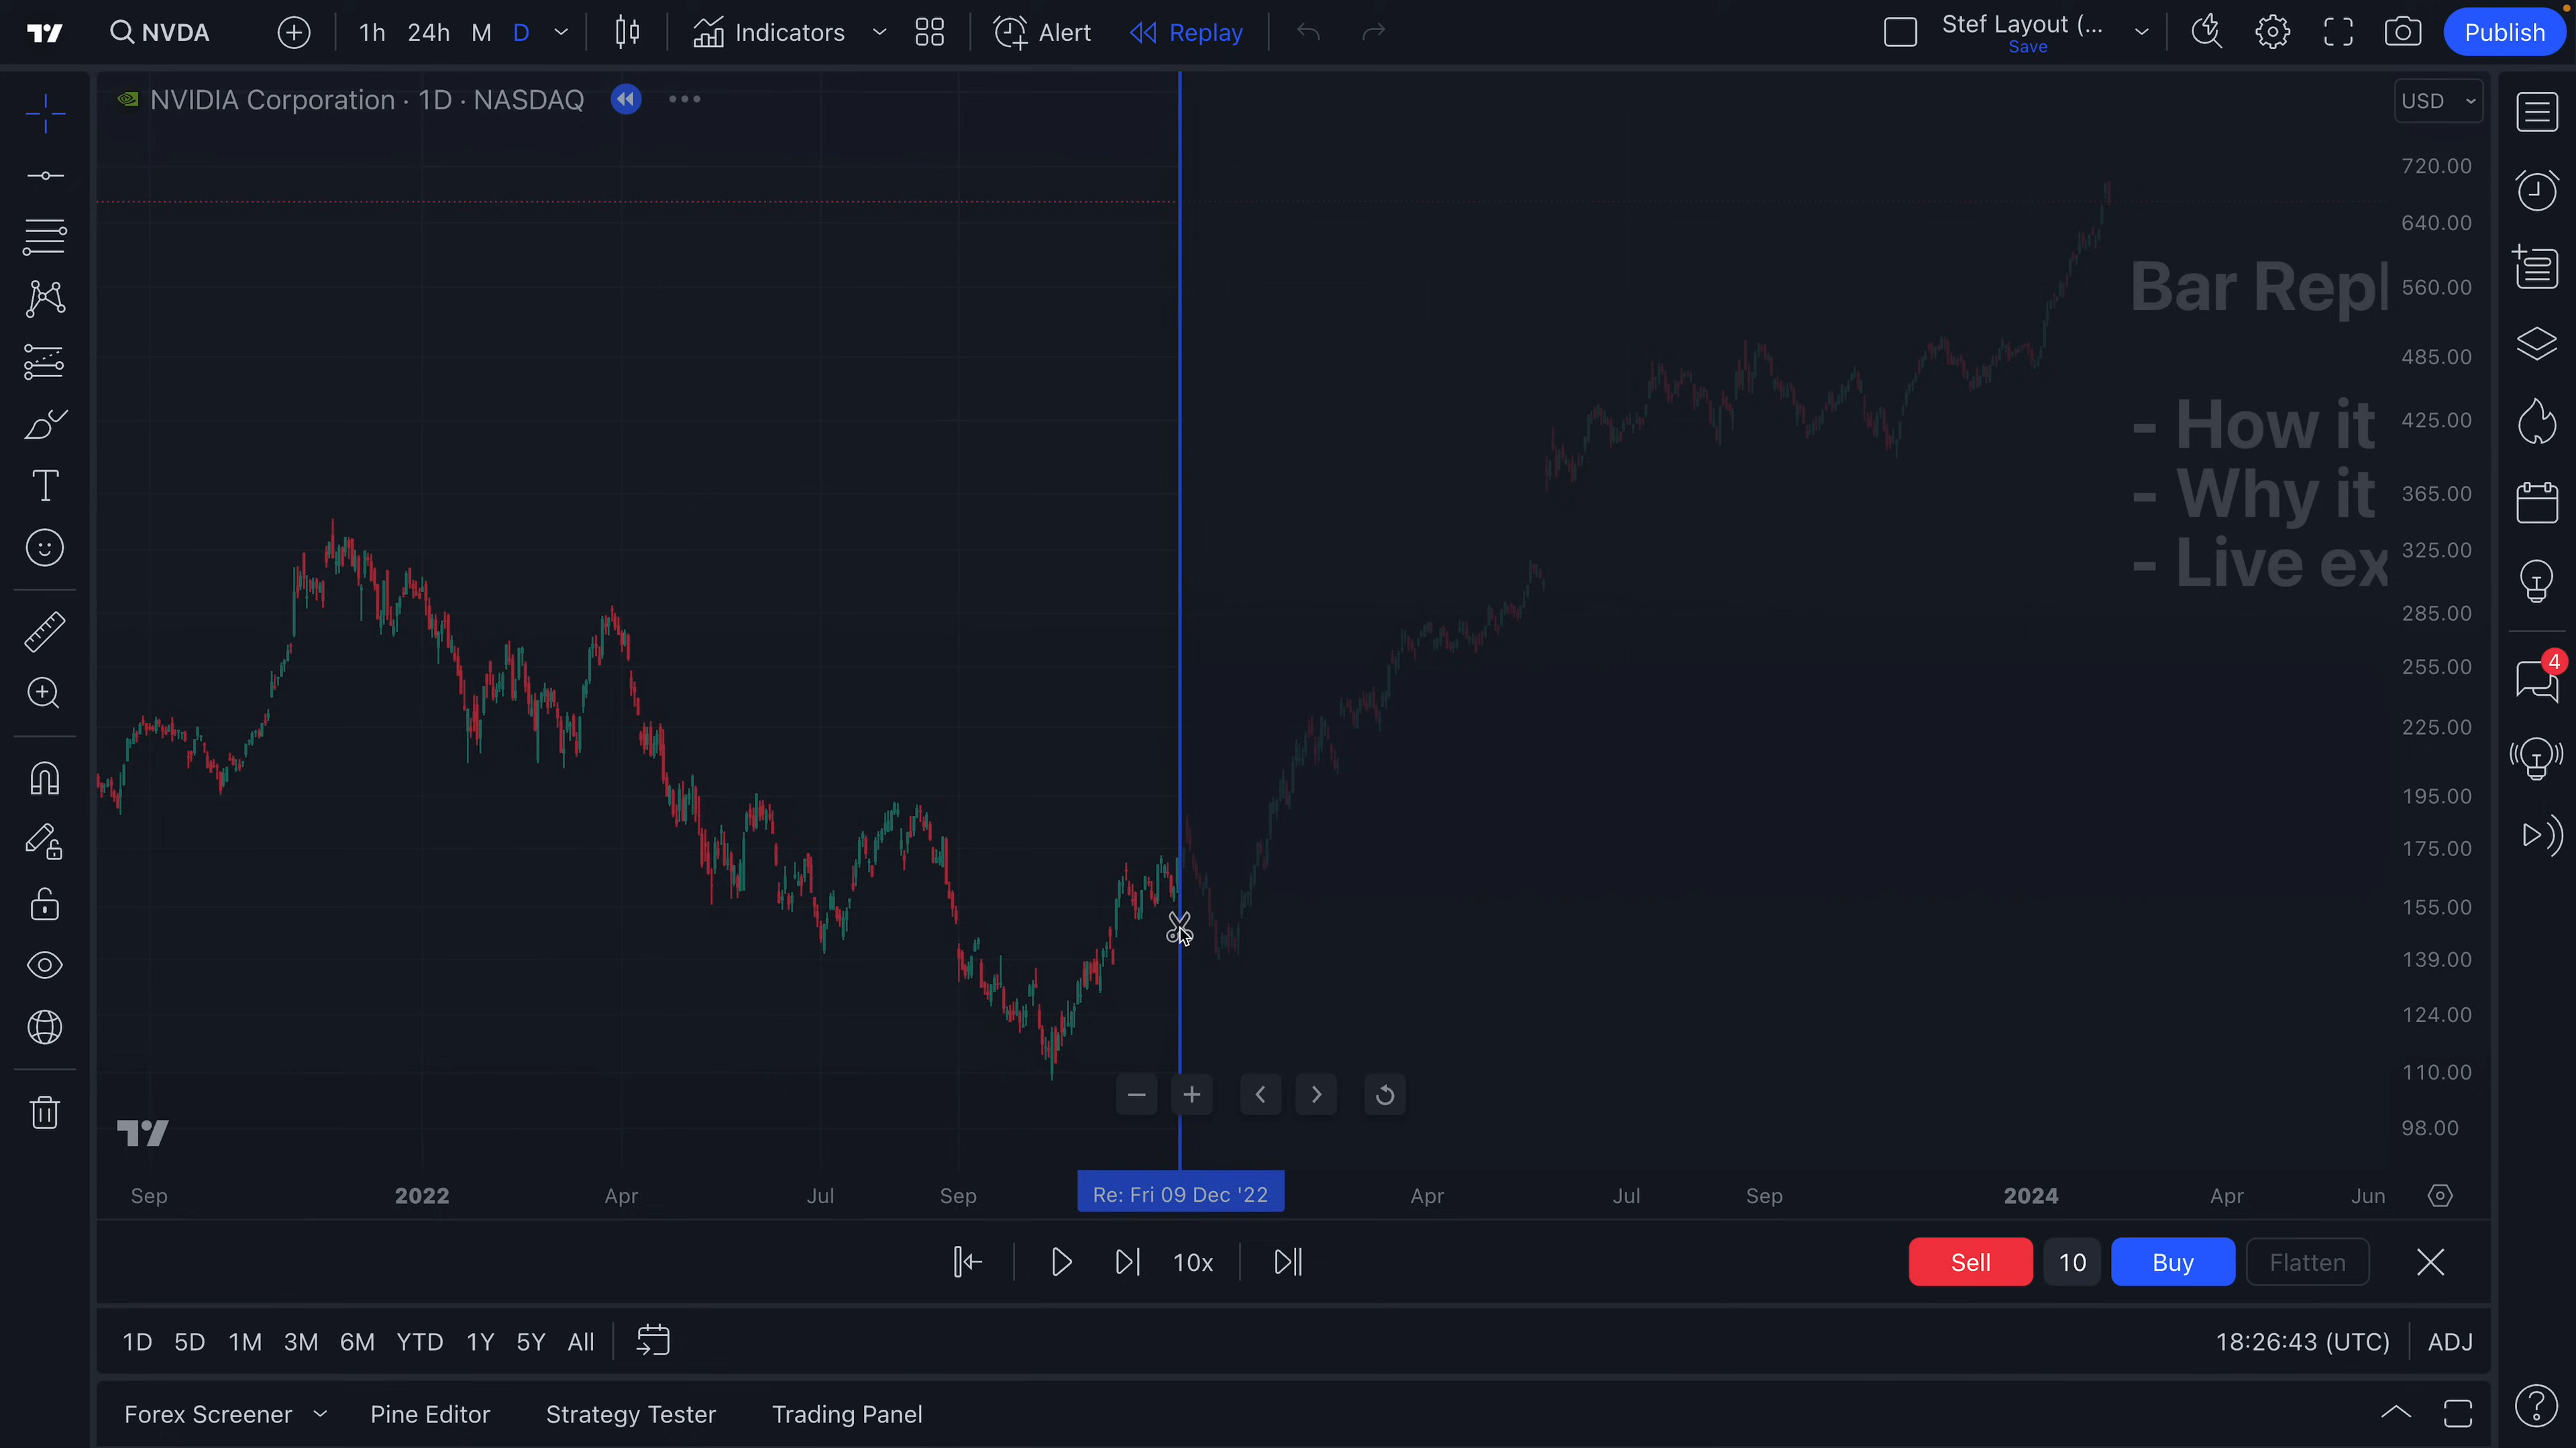 NVDA
1h 24h M D
Indicators
Alert
Replay
Stef Layout (...
Save
Publish
NVIDIA Corporation · 1D · NASDAQ
USD
720.00
640.00
560.00
485.00
425.00
365.00
325.00
285.00
255.00
225.00
195.00
175.00
155.00
139.00
124.00
110.00
98.00
Bar Repl
- How it
- Why it
- Live ex
4
Sep 2022 Apr Jul Sep Re: Fri 09 Dec '22 Apr Jul Sep 2024 Apr Jun
10x
Sell 10 Buy Flatten
1D 5D 1M 3M 6M YTD 1Y 5Y All
18:26:43 (UTC) ADJ
Forex Screener Pine Editor Strategy Tester Trading Panel